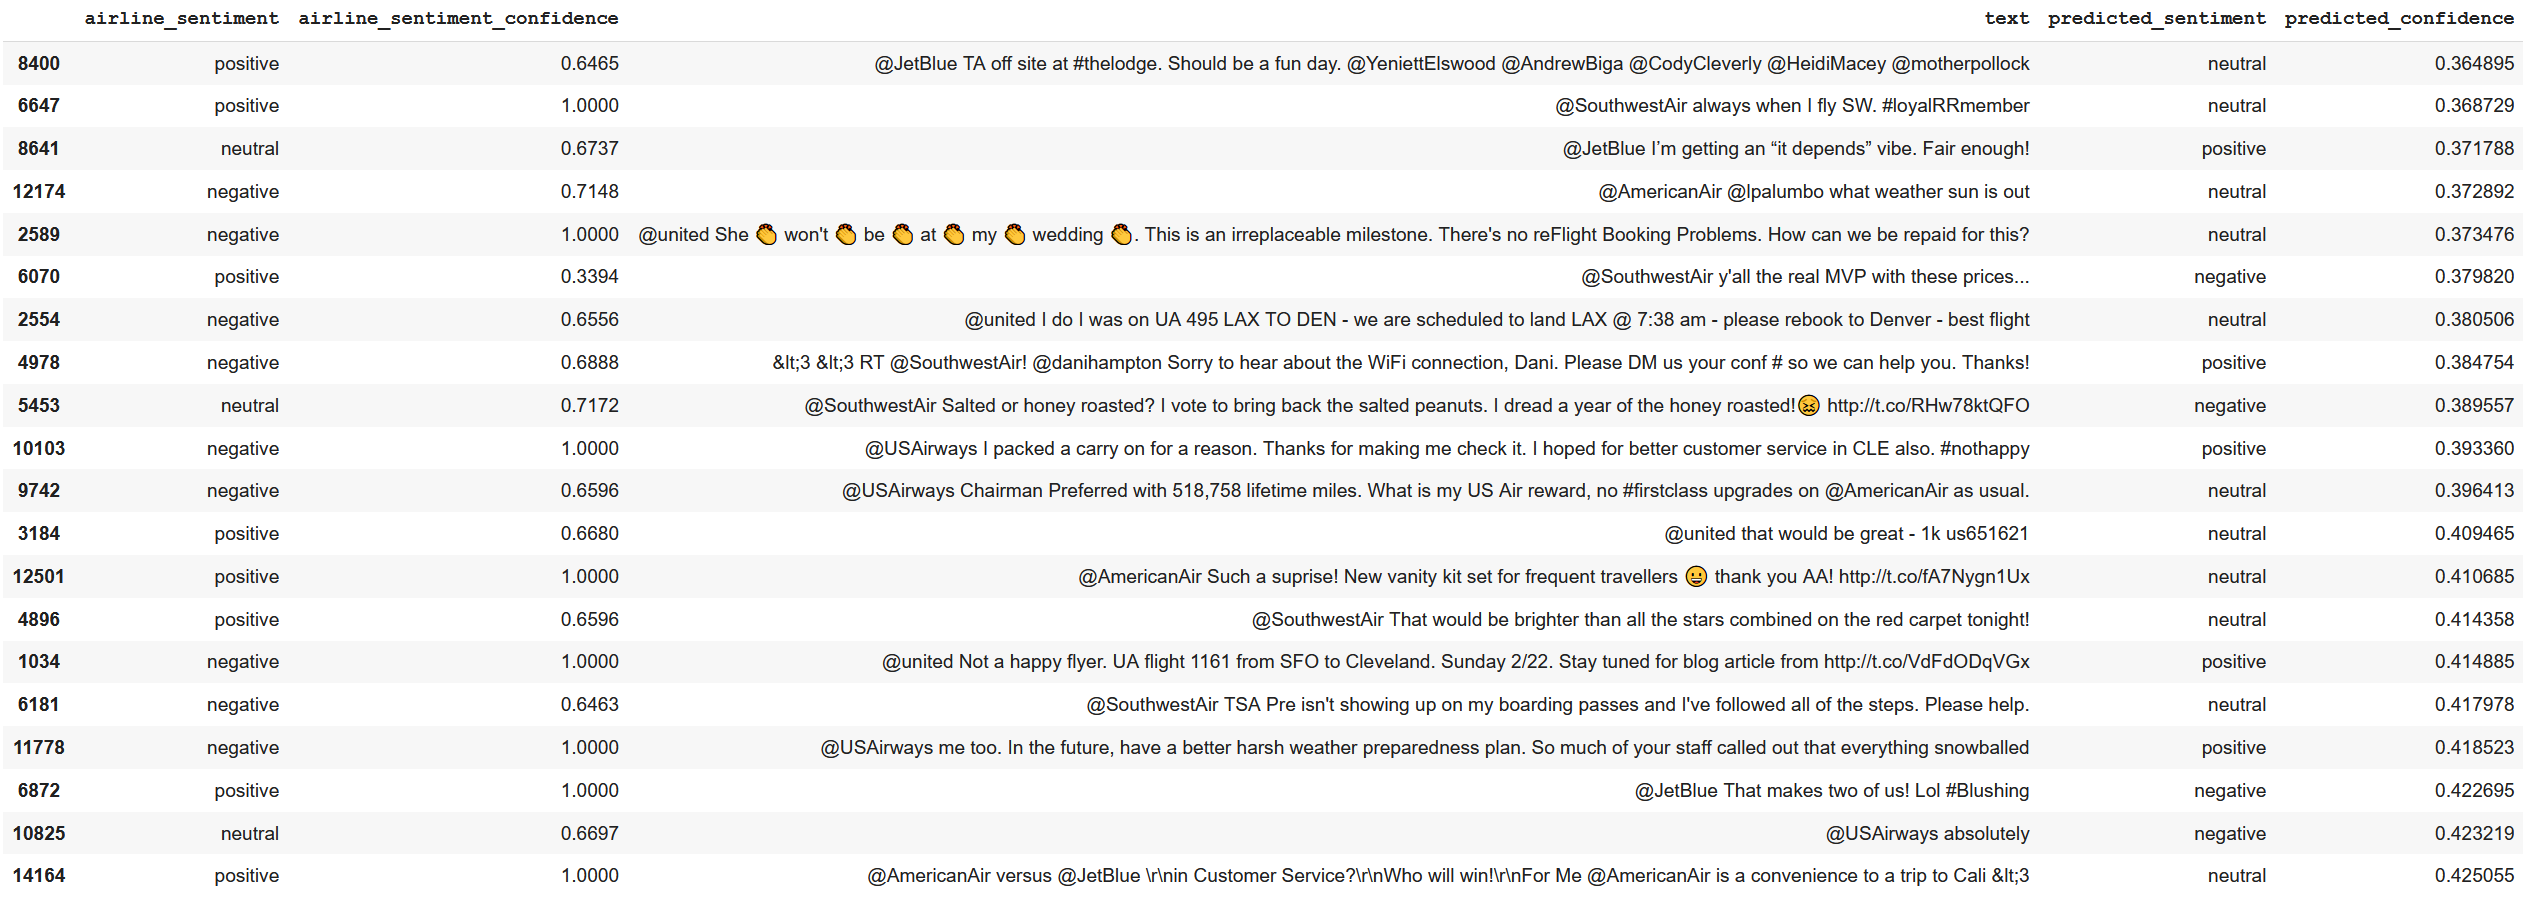 airline_sentiment airline_sentiment_confidence text predicted_sentiment predicted_confidence
8400 positive 0.6465 @JetBlue TA off site at #thelodge. Should be a fun day. @YeniettElswood @AndrewBiga @CodyCleverly @HeidiMacey @motherpollock neutral 0.364895
6647 positive 1.0000 @SouthwestAir always when I fly SW. #loyalRRmember neutral 0.368729
8641 neutral 0.6737 @JetBlue I’m getting an “it depends” vibe. Fair enough! positive 0.371788
12174 negative 0.7148 @AmericanAir @lpalumbo what weather sun is out neutral 0.372892
2589 negative 1.0000 @united She 👏 won't 👏 be 👏 at 👏 my 👏 wedding 👏. This is an irreplaceable milestone. There's no reFlight Booking Problems. How can we be repaid for this? neutral 0.373476
6070 positive 0.3394 @SouthwestAir y'all the real MVP with these prices... negative 0.379820
2554 negative 0.6556 @united I do I was on UA 495 LAX TO DEN - we are scheduled to land LAX @ 7:38 am - please rebook to Denver - best flight neutral 0.380506
4978 negative 0.6888 &lt;3 &lt;3 RT @SouthwestAir! @danihampton Sorry to hear about the WiFi connection, Dani. Please DM us your conf # so we can help you. Thanks! positive 0.384754
5453 neutral 0.7172 @SouthwestAir Salted or honey roasted? I vote to bring back the salted peanuts. I dread a year of the honey roasted!😖 http://t.co/RHw78ktQFO negative 0.389557
10103 negative 1.0000 @USAirways I packed a carry on for a reason. Thanks for making me check it. I hoped for better customer service in CLE also. #nothappy positive 0.393360
9742 negative 0.6596 @USAirways Chairman Preferred with 518,758 lifetime miles. What is my US Air reward, no #firstclass upgrades on @AmericanAir as usual. neutral 0.396413
3184 positive 0.6680 @united that would be great - 1k us651621 neutral 0.409465
12501 positive 1.0000 @AmericanAir Such a suprise! New vanity kit set for frequent travellers 😀 thank you AA! http://t.co/fA7Nygn1Ux neutral 0.410685
4896 positive 0.6596 @SouthwestAir That would be brighter than all the stars combined on the red carpet tonight! neutral 0.414358
1034 negative 1.0000 @united Not a happy flyer. UA flight 1161 from SFO to Cleveland. Sunday 2/22. Stay tuned for blog article from http://t.co/VdFdODqVGx positive 0.414885
6181 negative 0.6463 @SouthwestAir TSA Pre isn't showing up on my boarding passes and I've followed all of the steps. Please help. neutral 0.417978
11778 negative 1.0000 @USAirways me too. In the future, have a better harsh weather preparedness plan. So much of your staff called out that everything snowballed positive 0.418523
6872 positive 1.0000 @JetBlue That makes two of us! Lol #Blushing negative 0.422695
10825 neutral 0.6697 @USAirways absolutely negative 0.423219
14164 positive 1.0000 @AmericanAir versus @JetBlue \r\nin Customer Service?\r\nWho will win!\r\nFor Me @AmericanAir is a convenience to a trip to Cali &lt;3 neutral 0.425055